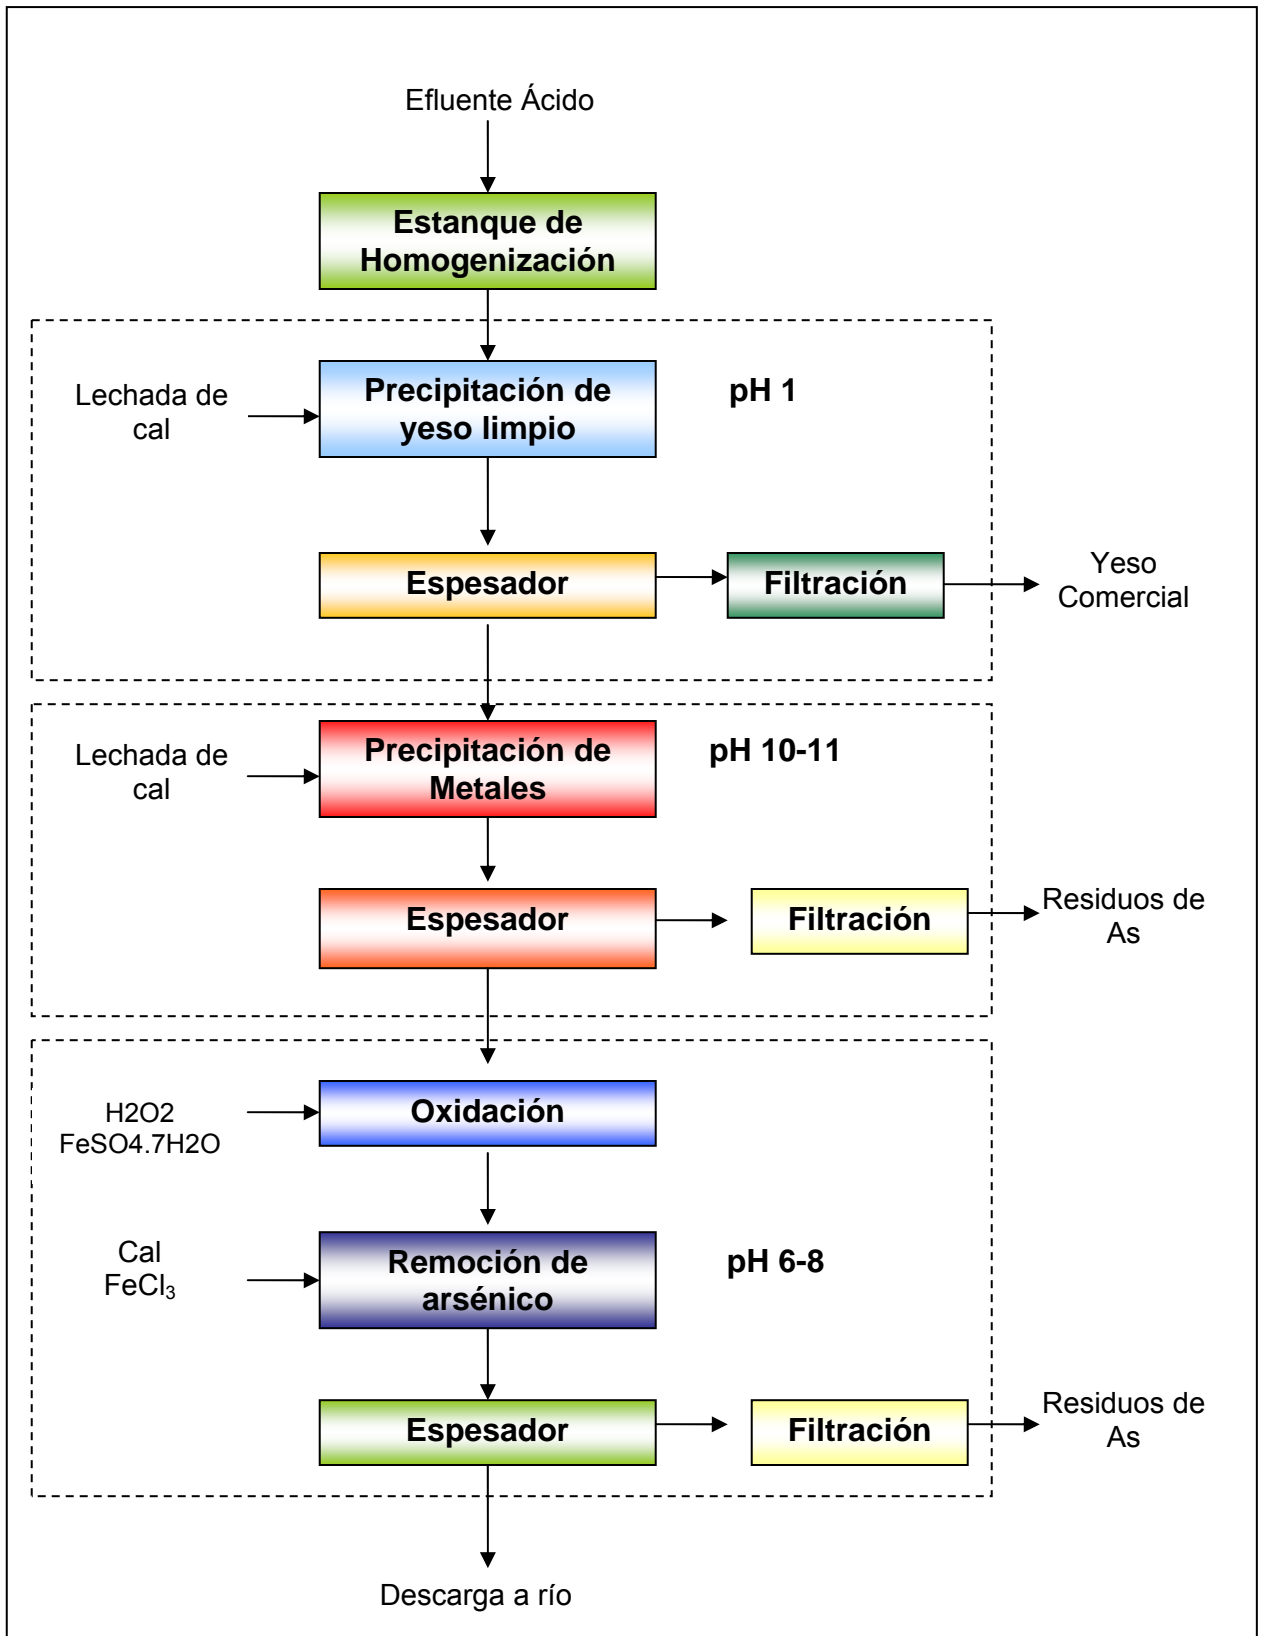 Efluente Ácido
Estanque de
Homogenización
Lechada de
cal
Precipitación de
yeso limpio
pH 1
Espesador
Filtración
Yeso
Comercial
Lechada de
cal
Precipitación de
Metales
pH 10-11
Espesador
Filtración
Residuos de
As
H2O2
FeSO4.7H2O
Oxidación
Cal
FeCl₃
Remoción de
arsénico
pH 6-8
Espesador
Filtración
Residuos de
As
Descarga a río